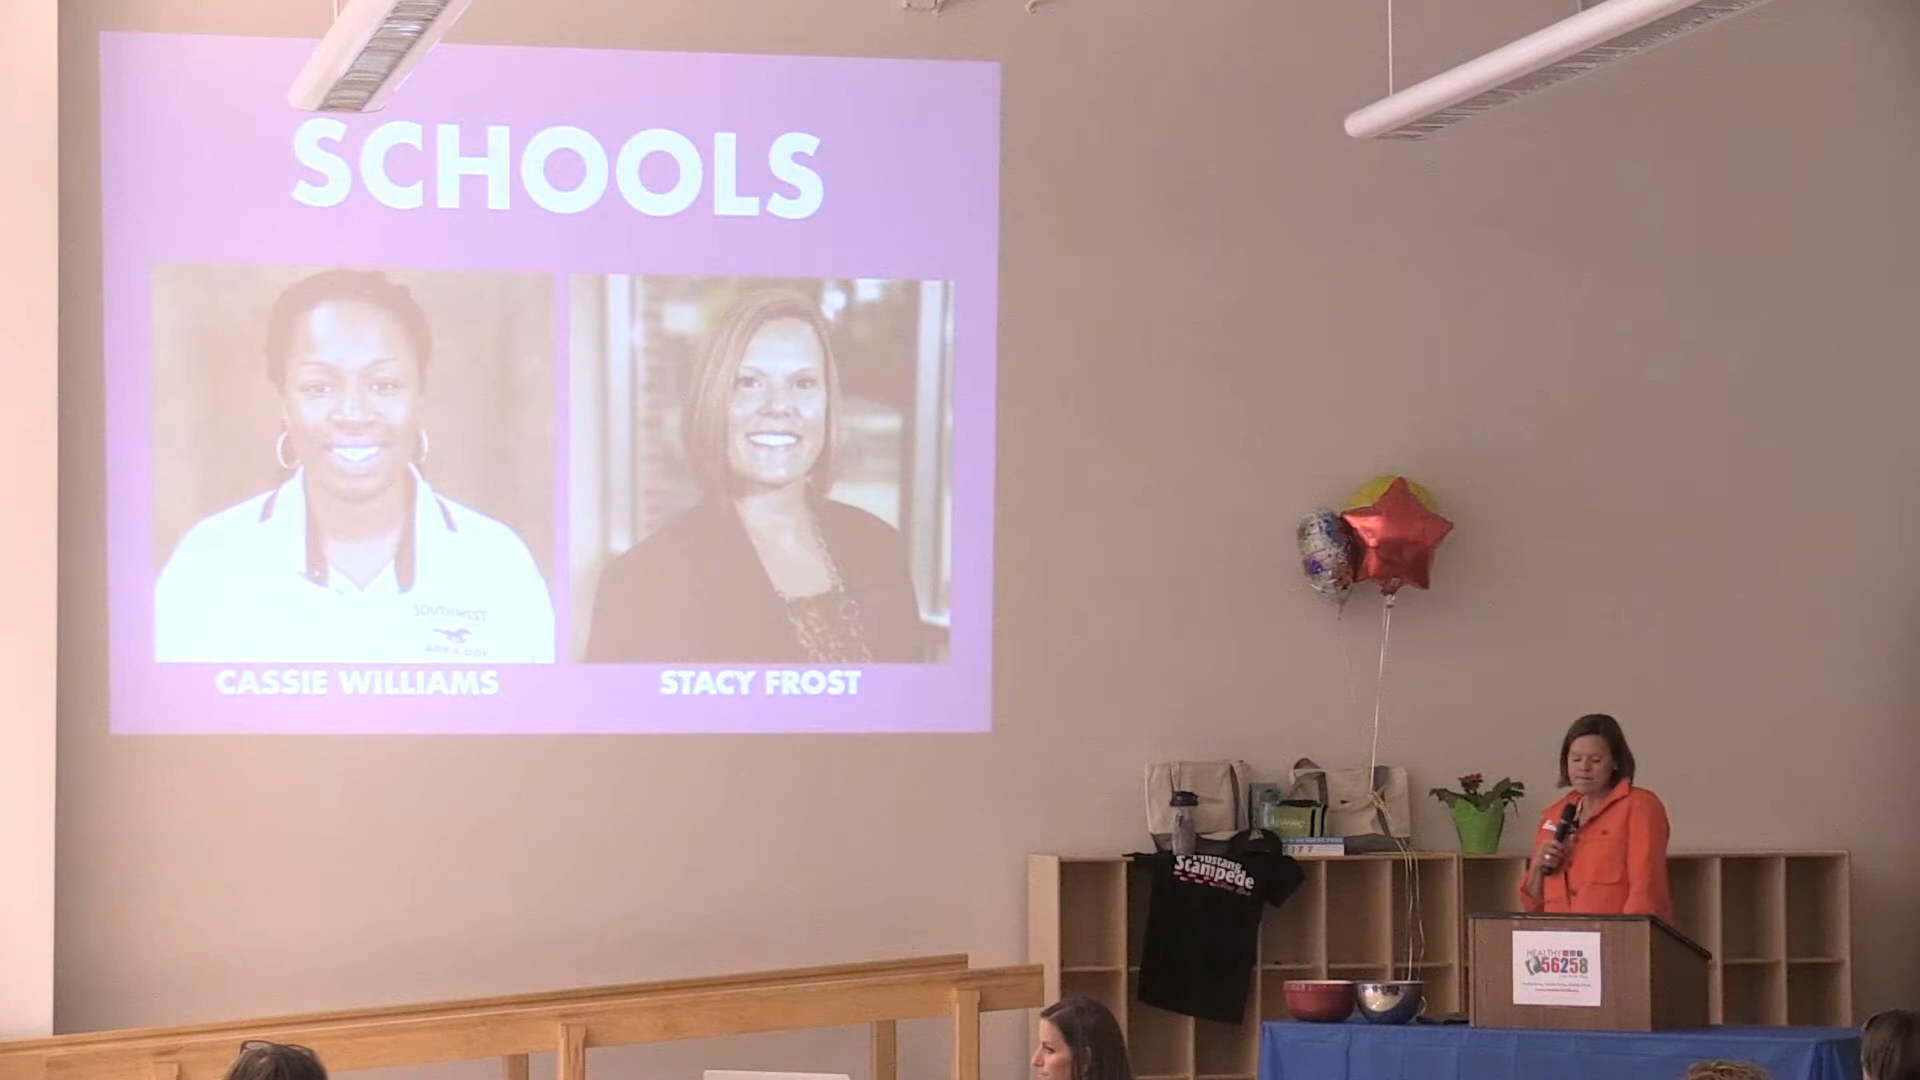 SCHOOLS
SOUTHWEST
CASSIE WILLIAMS
STACY FROST
Mustang
Stampede
HEALTHY
56258